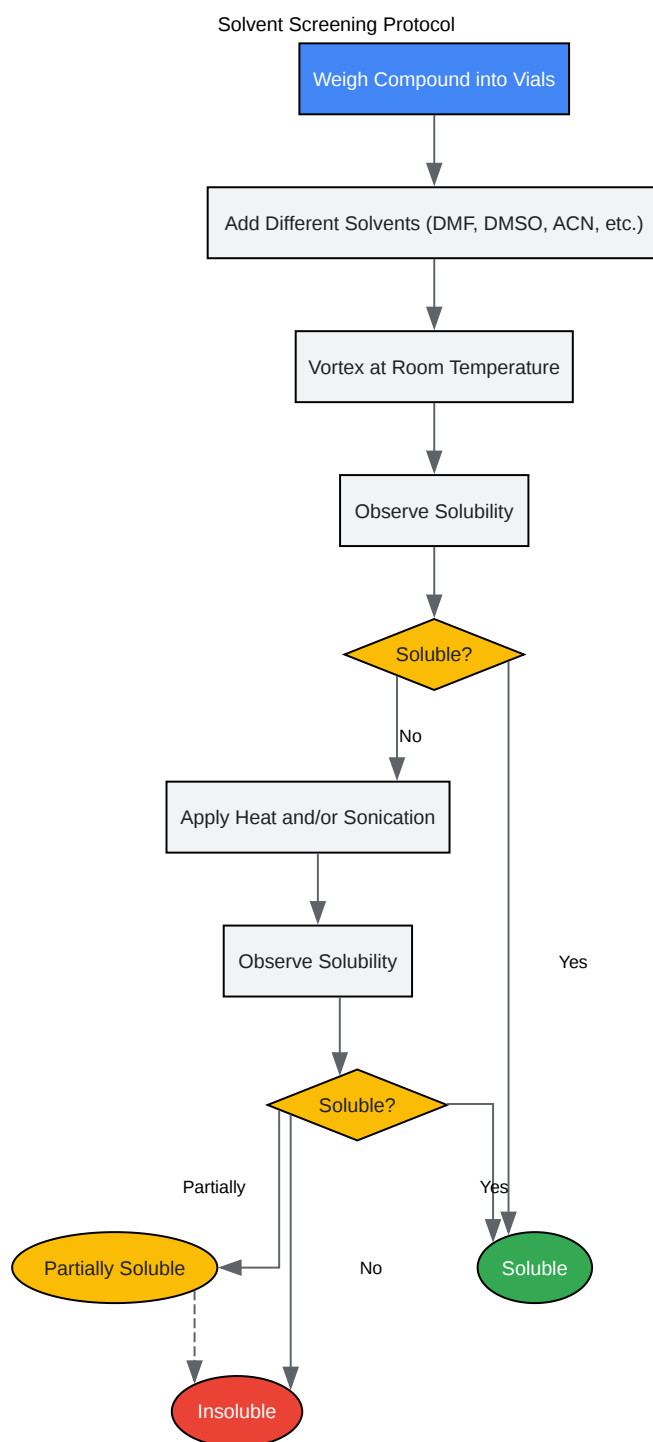 Solvent Screening Protocol
Weigh Compound into Vials
Add Different Solvents (DMF, DMSO, ACN, etc.)
Vortex at Room Temperature
Observe Solubility
Soluble?
No
Apply Heat and/or Sonication
Observe Solubility
Yes
Soluble?
Partially
Yes
Partially Soluble
No
Soluble
Insoluble